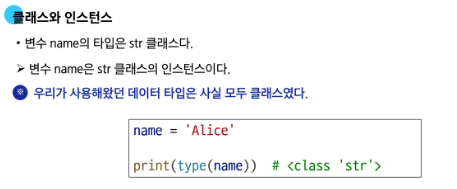 클래스와 인스턴스
• 변수 name의 타입은 str 클래스다.
➢ 변수 name은 str 클래스의 인스턴스이다.
※ 우리가 사용해왔던 데이터 타입은 사실 모두 클래스였다.
name = 'Alice'
print(type(name))  # <class 'str'>